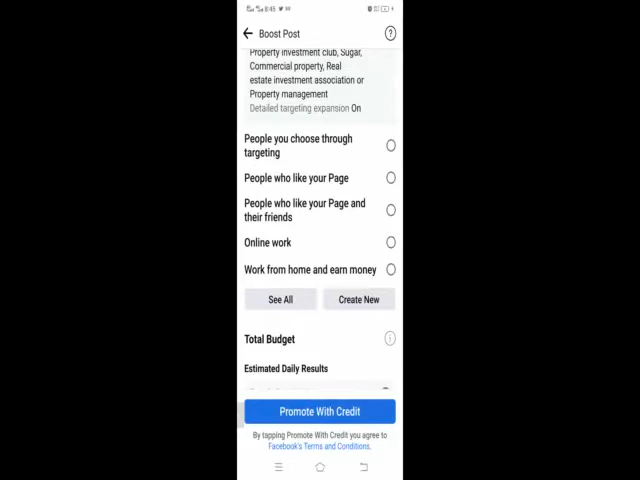 8:45
Boost Post
Property investment club, Sugar,
Commercial property, Real
estate investment association or
Property management
Detailed targeting expansion On
People you choose through
targeting
People who like your Page
People who like your Page and
their friends
Online work
Work from home and earn money
See All
Create New
Total Budget
Estimated Daily Results
Promote With Credit
By tapping Promote With Credit you agree to
Facebook's Terms and Conditions.